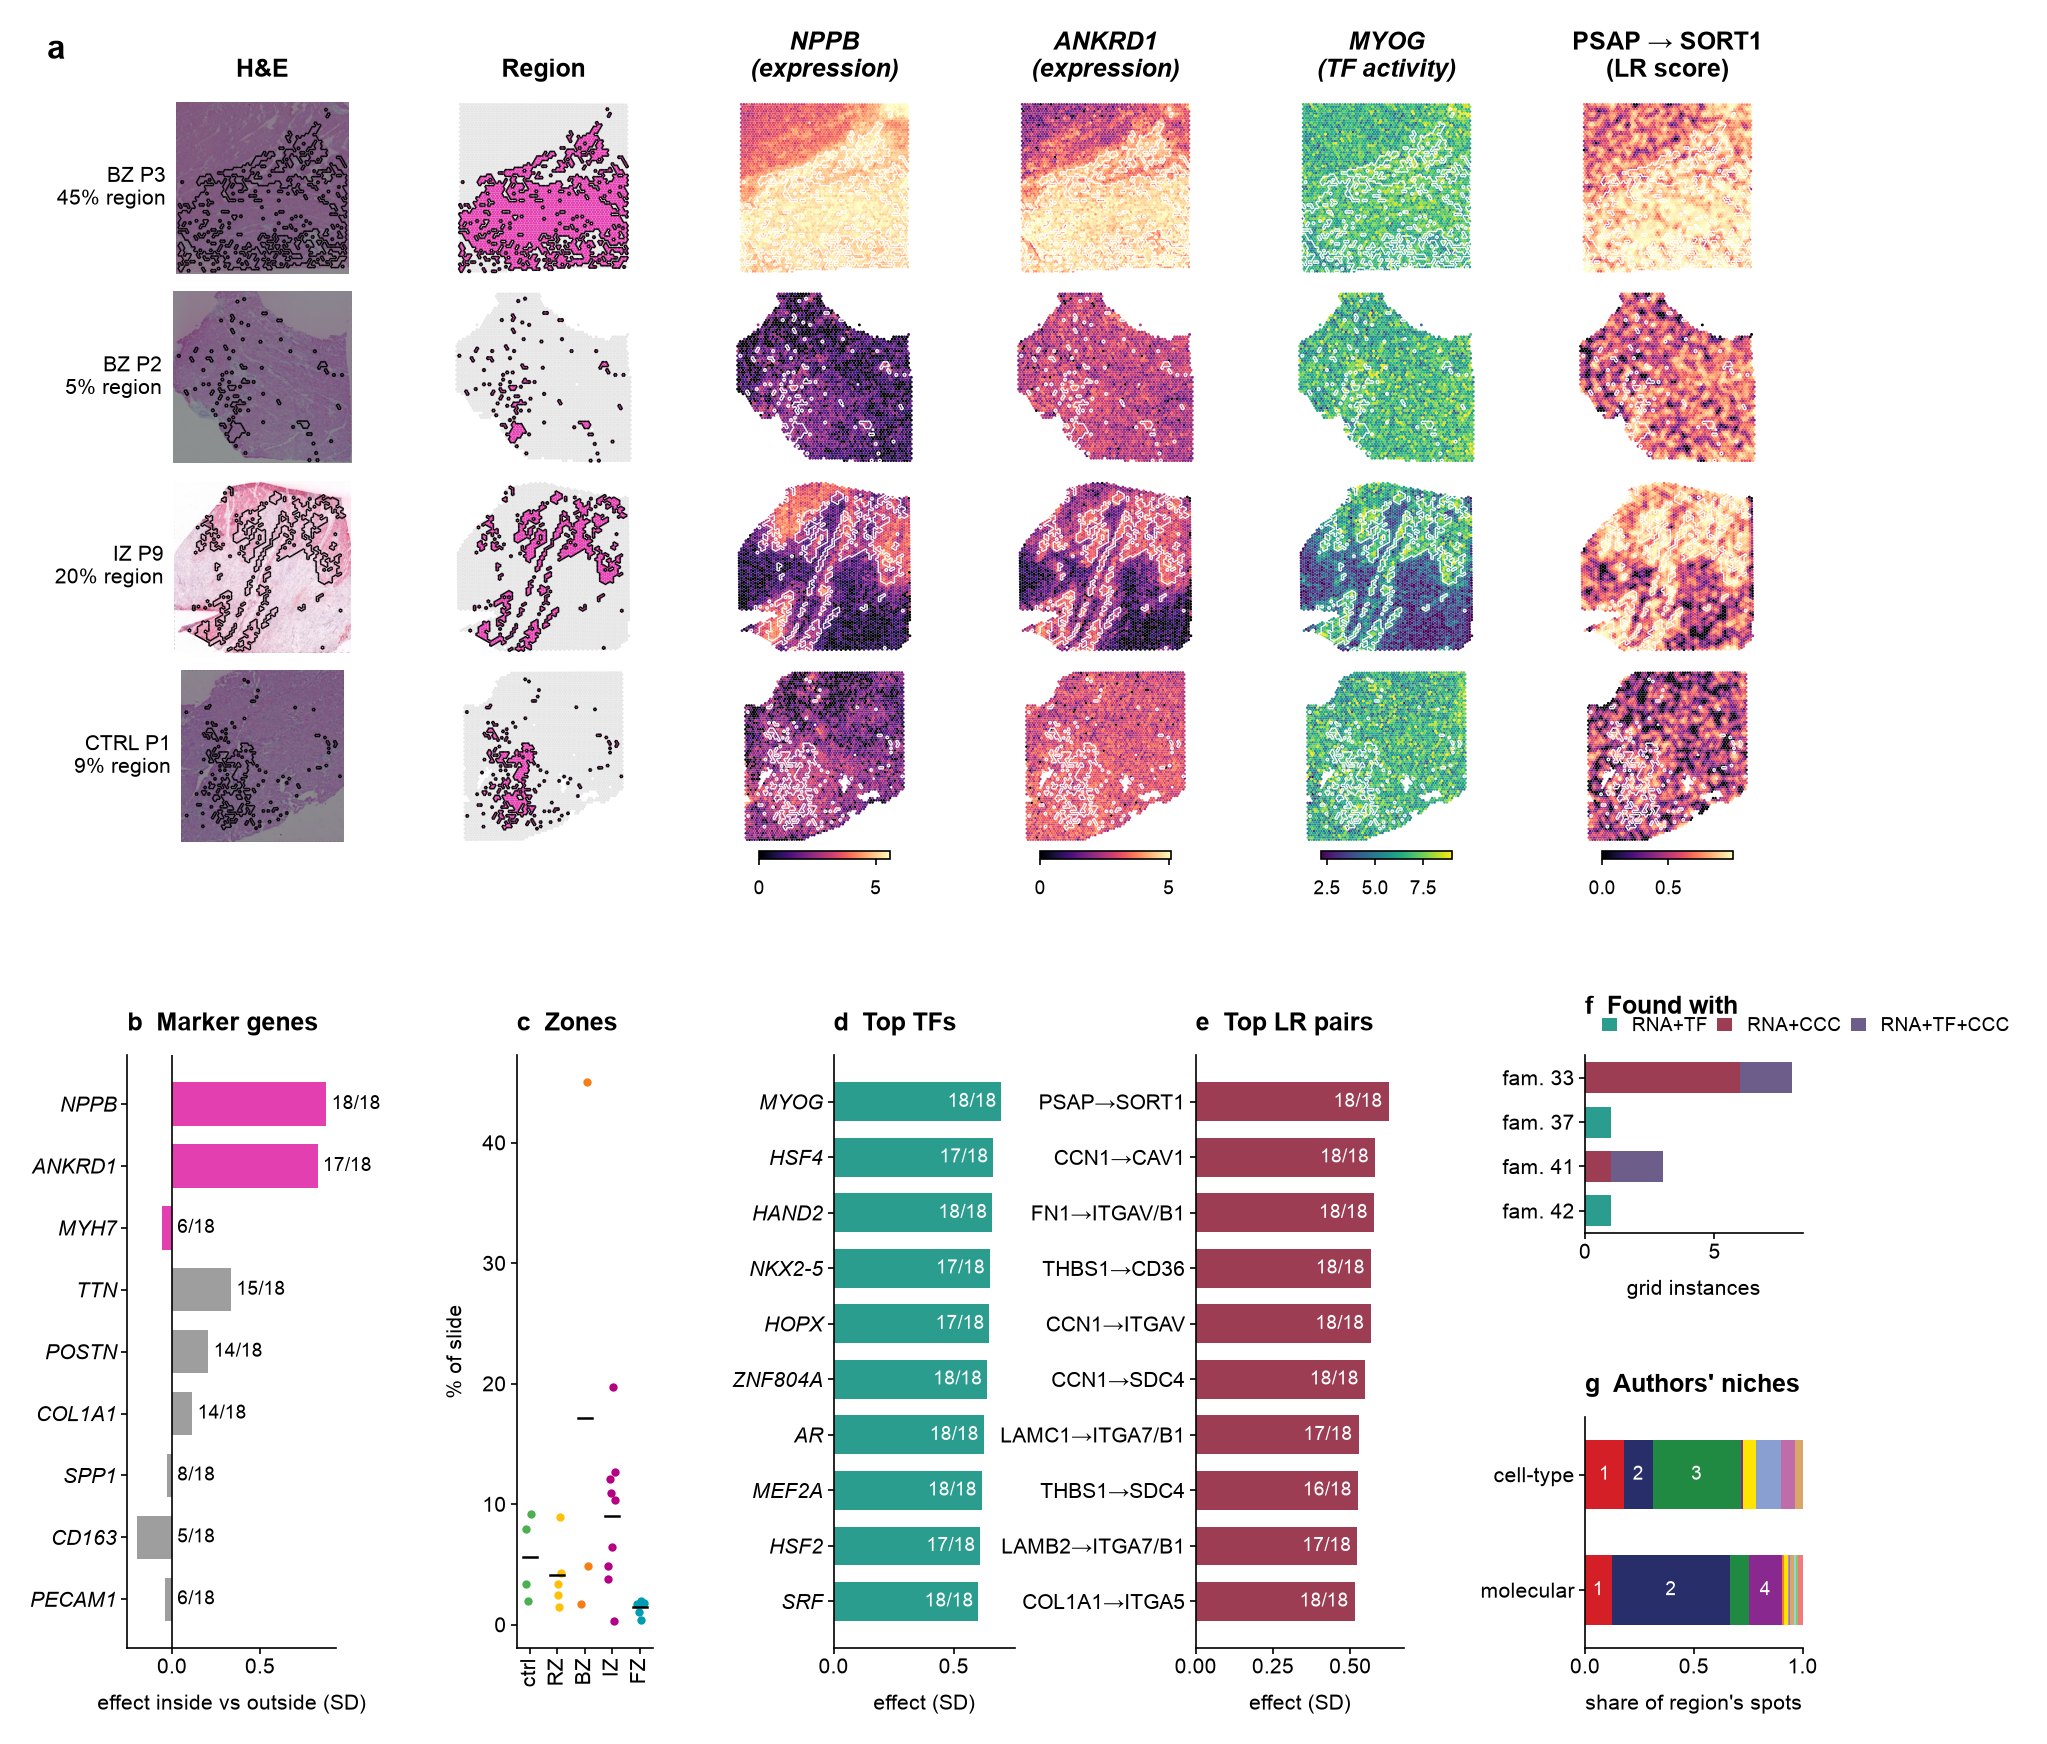 a
H&E
Region
NPPB
(expression)
ANKRD1
(expression)
MYOG
(TF activity)
PSAP → SORT1
(LR score)
BZ P3
45% region
BZ P2
5% region
IZ P9
20% region
CTRL P1
9% region
0 5
0 5
2.5 5.0 7.5
0.0 0.5
b Marker genes
NPPB 18/18
ANKRD1 17/18
MYH7 6/18
TTN 15/18
POSTN 14/18
COL1A1 14/18
SPP1 8/18
CD163 5/18
PECAM1 6/18
0.0 0.5
effect inside vs outside (SD)
c Zones
% of slide
40
30
20
10
0
ctrl
RZ
BZ
IZ
FZ
d Top TFs
MYOG 18/18
HSF4 17/18
HAND2 18/18
NKX2-5 17/18
HOPX 17/18
ZNF804A 18/18
AR 18/18
MEF2A 18/18
HSF2 17/18
SRF 18/18
0.0 0.5
effect (SD)
e Top LR pairs
PSAP→SORT1 18/18
CCN1→CAV1 18/18
FN1→ITGAV/B1 18/18
THBS1→CD36 18/18
CCN1→ITGAV 18/18
CCN1→SDC4 18/18
LAMC1→ITGA7/B1 17/18
THBS1→SDC4 16/18
LAMB2→ITGA7/B1 17/18
COL1A1→ITGA5 18/18
0.00 0.25 0.50
effect (SD)
f Found with
RNA+TF RNA+CCC RNA+TF+CCC
fam. 33
fam. 37
fam. 41
fam. 42
0 5
grid instances
g Authors' niches
cell-type 1 2 3
molecular 1 2 4
0.0 0.5 1.0
share of region's spots